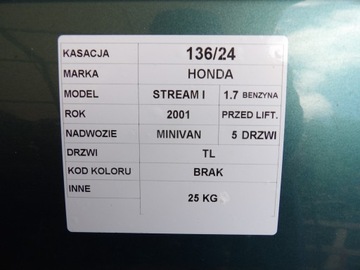 KASACJA 136/24
MARKA HONDA
MODEL STREAM I 1.7 BENZYNA
ROK 2001 PRZED LIFT.
NADWOZIE MINIVAN 5 DRZWI
DRZWI TL
KOD KOLORU BRAK
INNE 25 KG